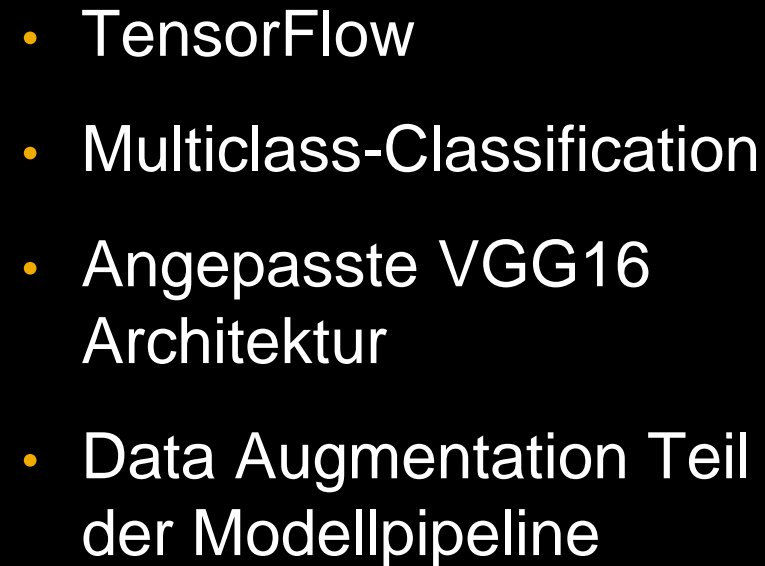 • TensorFlow
• Multiclass-Classification
• Angepasste VGG16
Architektur
• Data Augmentation Teil
der Modellpipeline